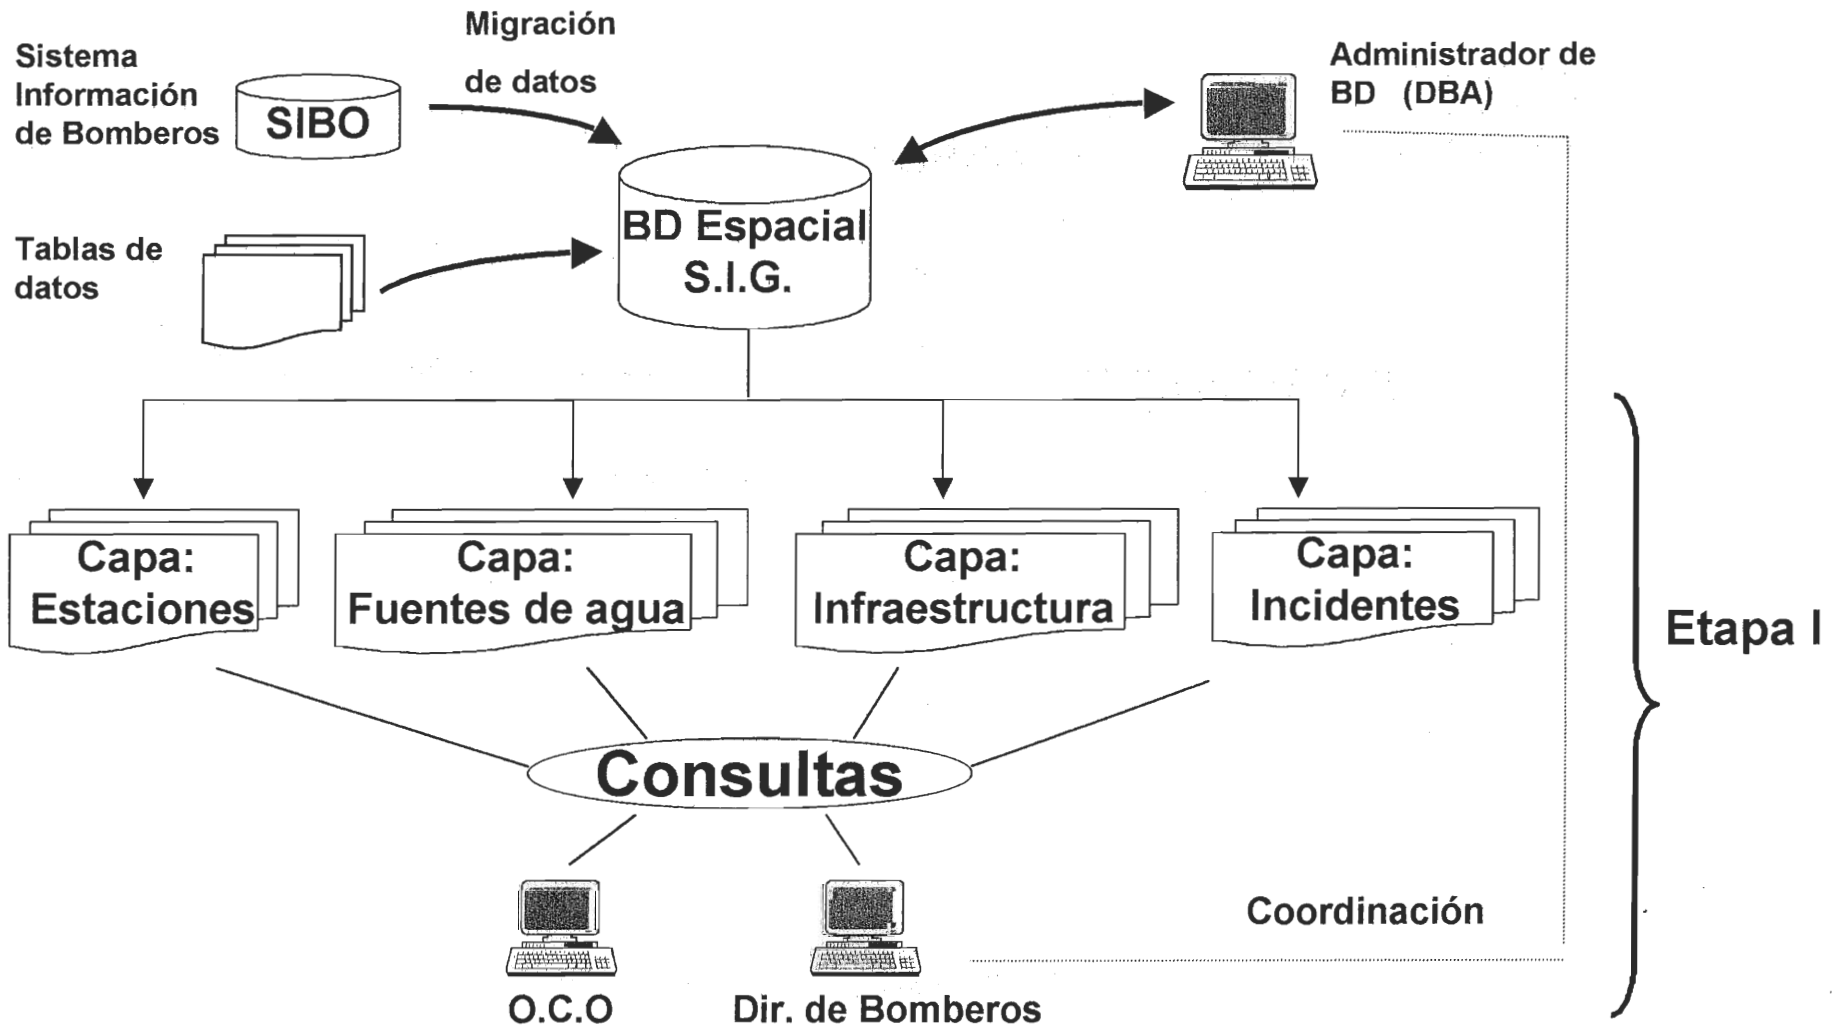 Migración
de datos
Sistema
Información
de Bomberos
SIBO
Administrador de
BD (DBA)
Tablas de
datos
BD Espacial
S.I.G.
Capa:
Estaciones
Capa:
Fuentes de agua
Capa:
Infraestructura
Capa:
Incidentes
Etapa I
Consultas
Coordinación
O.C.O
Dir. de Bomberos